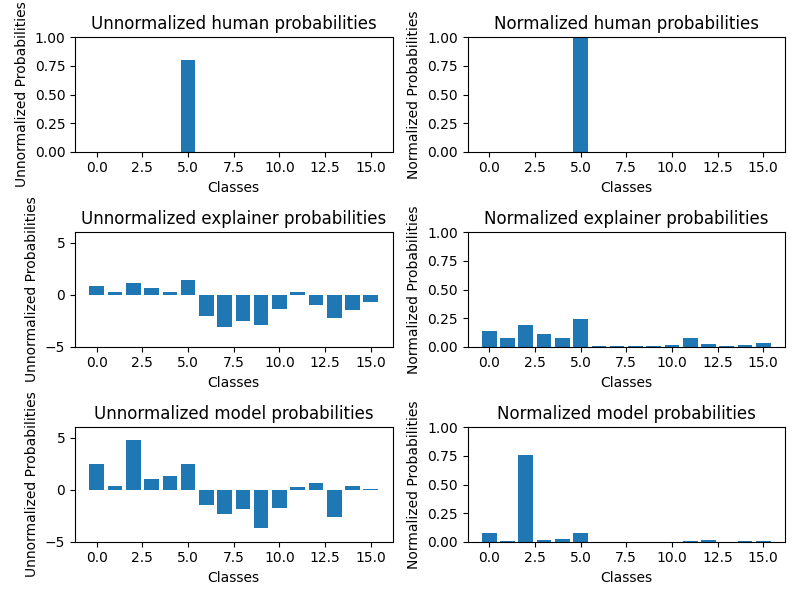 Unnormalized human probabilities
Unnormalized Probabilities
1.00
0.75
0.50
0.25
0.00
0.0 2.5 5.0 7.5 10.0 12.5 15.0
Classes
Normalized human probabilities
Normalized Probabilities
1.00
0.75
0.50
0.25
0.00
0.0 2.5 5.0 7.5 10.0 12.5 15.0
Classes
Unnormalized explainer probabilities
Unnormalized Probabilities
5
0
−5
0.0 2.5 5.0 7.5 10.0 12.5 15.0
Classes
Normalized explainer probabilities
Normalized Probabilities
1.00
0.75
0.50
0.25
0.00
0.0 2.5 5.0 7.5 10.0 12.5 15.0
Classes
Unnormalized model probabilities
Unnormalized Probabilities
5
0
−5
0.0 2.5 5.0 7.5 10.0 12.5 15.0
Classes
Normalized model probabilities
Normalized Probabilities
1.00
0.75
0.50
0.25
0.00
0.0 2.5 5.0 7.5 10.0 12.5 15.0
Classes